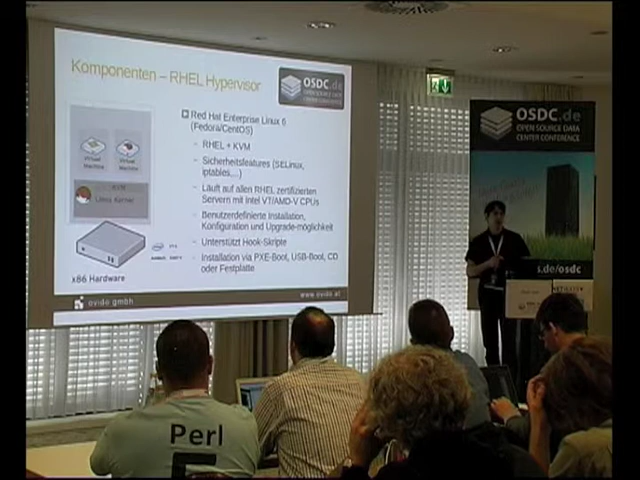 Komponenten – RHEL Hypervisor
OSDC.de
OPEN SOURCE DATA
CENTER CONFERENCE
Red Hat Enterprise Linux 6
(Fedora/CentOS)
– RHEL + KVM
– Sicherheitsfeatures (SELinux,
iptables,...)
– Läuft auf allen RHEL zertifizierten
Servern mit Intel VT/AMD-V CPUs
– Benutzerdefinierte Installation,
Konfiguration und Upgrade-möglichkeit
– Unterstützt Hook-Skripte
– Installation via PXE-Boot, USB-Boot, CD
oder Festplatte
Virtual
Machine
Virtual
Machine
KVM
Linux Kernel
x86 Hardware
ovido gmbh
www.ovido.at
OSDC.de
OPEN SOURCE DATA
CENTER CONFERENCE
s.de/osdc
Perl